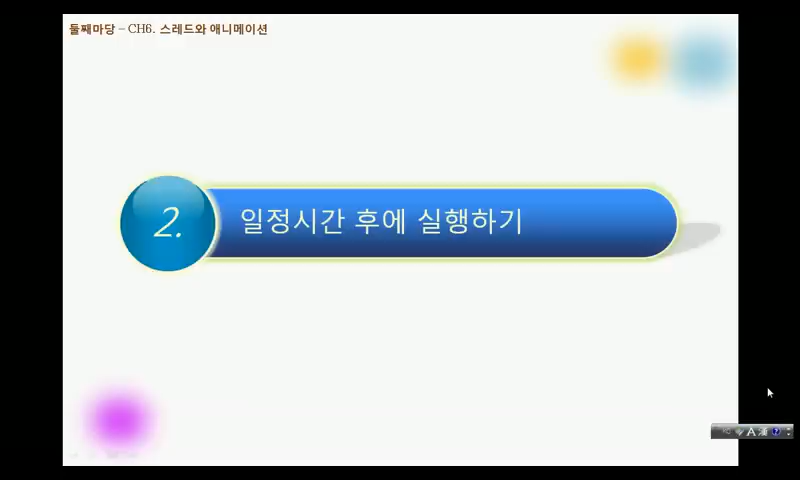 둘째마당 – CH6. 스레드와 애니메이션
2.
일정시간 후에 실행하기
A 漢 ?